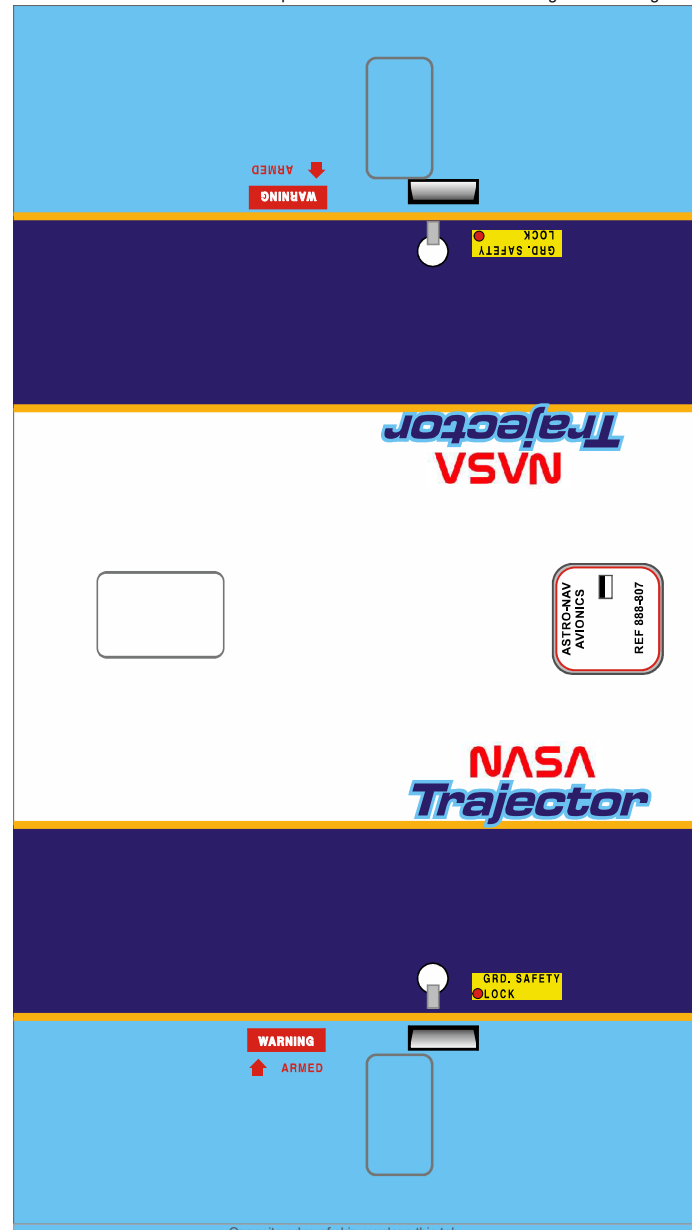 ARMED
WARNING
GRD. SAFETY
LOCK
NASA
Trajector
ASTRO-NAV
AVIONICS
REF 888-807
NASA
Trajector
GRD. SAFETY
LOCK
WARNING
ARMED